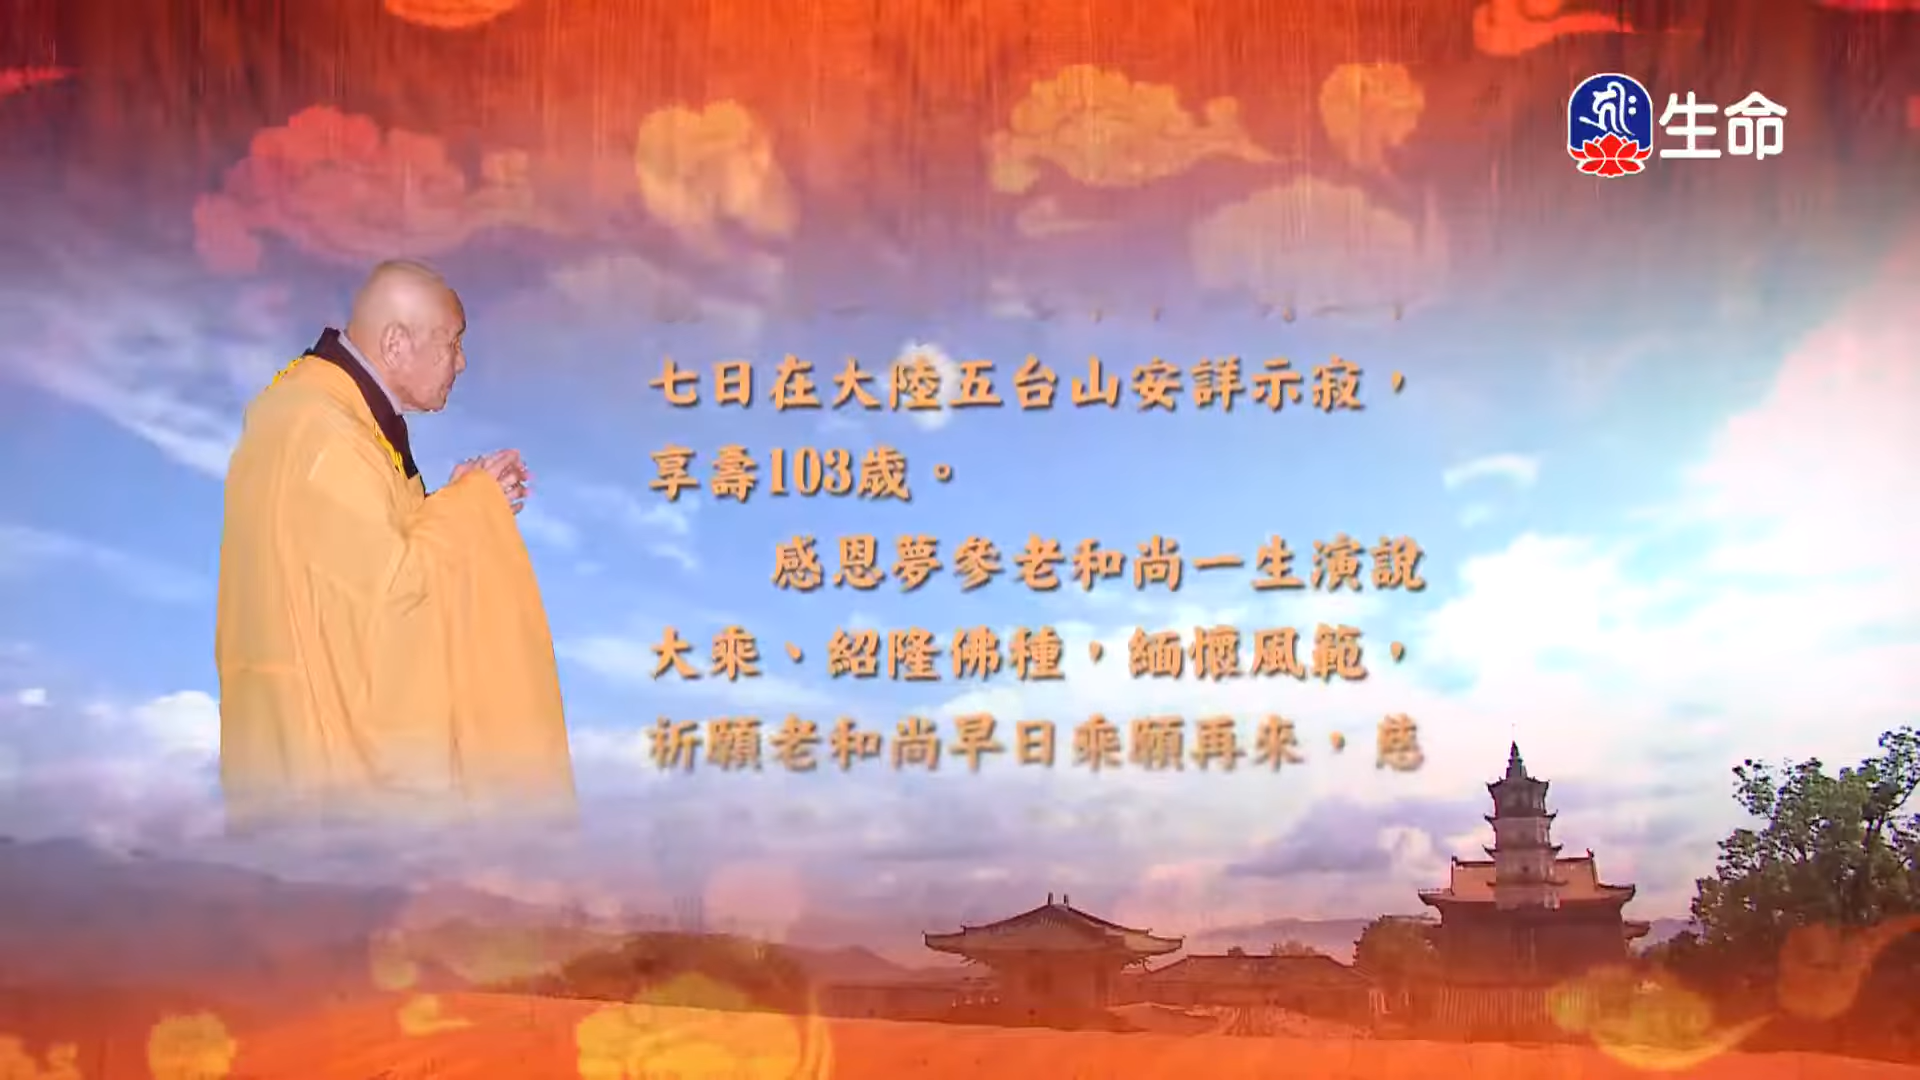 生命
七日在大陸五台山安詳示寂，
享壽103歲。
感恩夢參老和尚一生演說
大乘、紹隆佛種，緬懷風範，
祈願老和尚早日乘願再來，慈